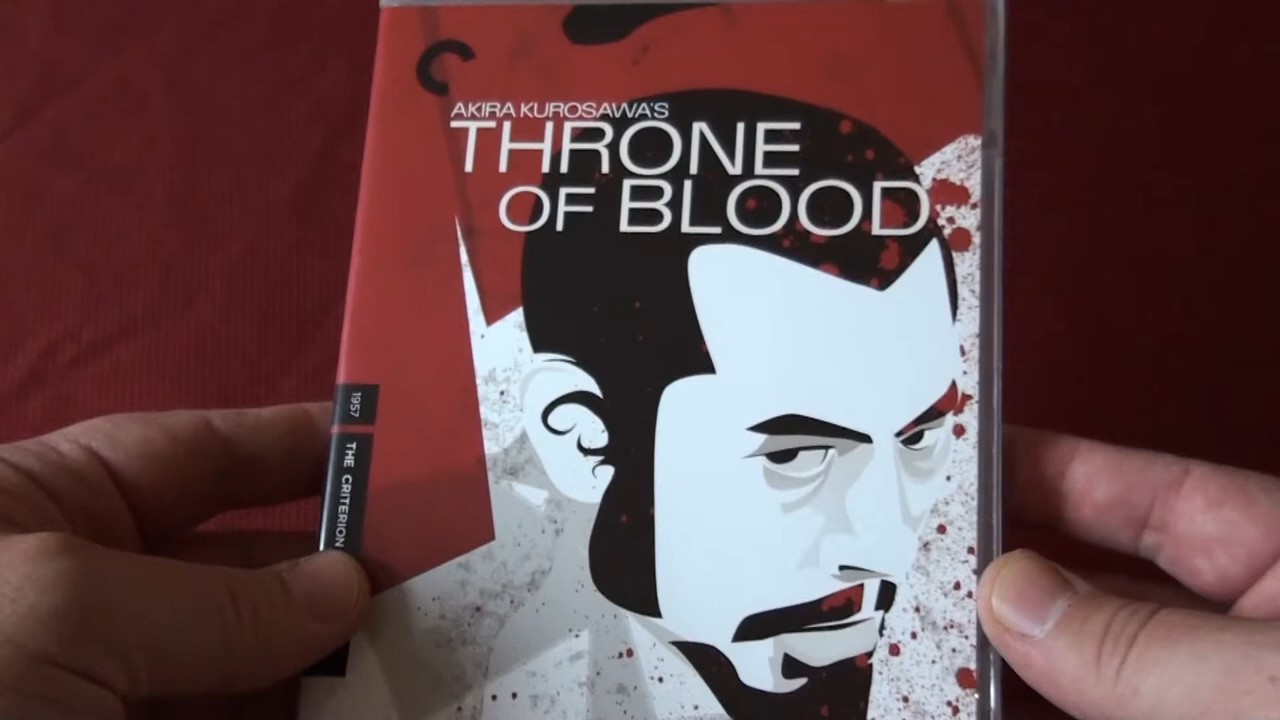 AKIRA KUROSAWA'S
THRONE
OF BLOOD
1957
THE CRITERION